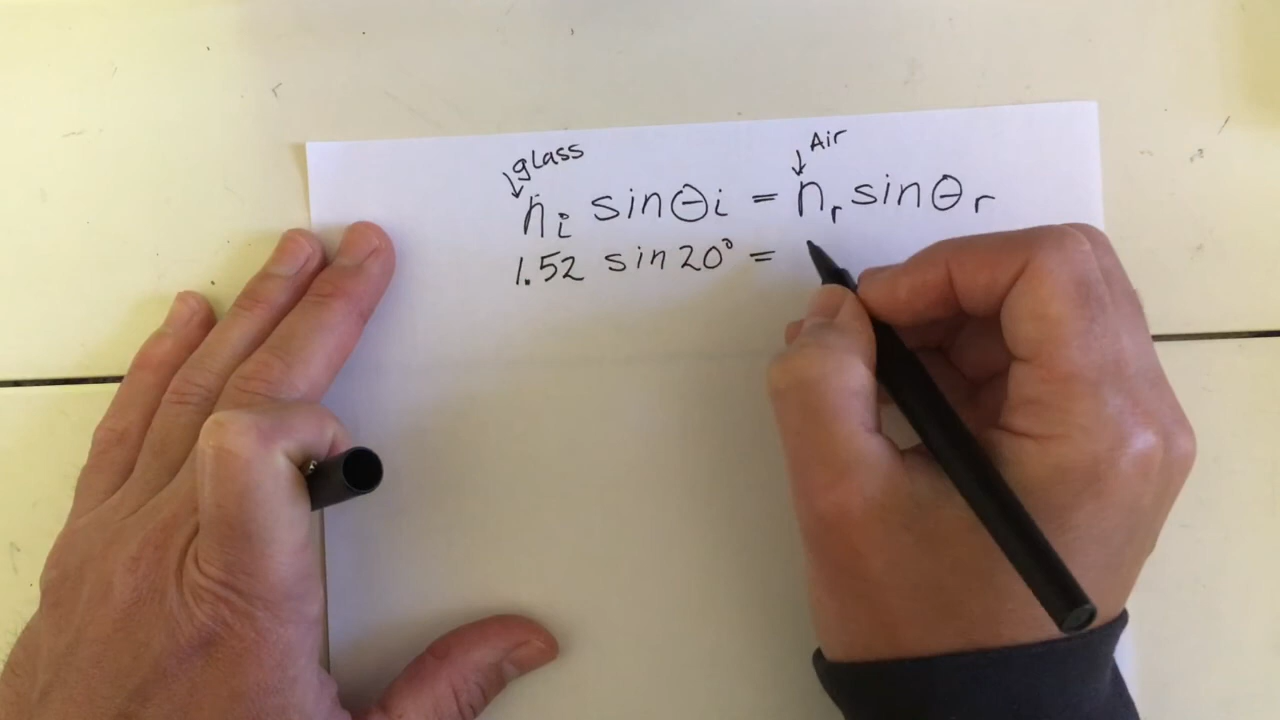 ↓glass ↓Air
nᵢ sinθi = nᵣ sinθr
1.52 sin 20° =